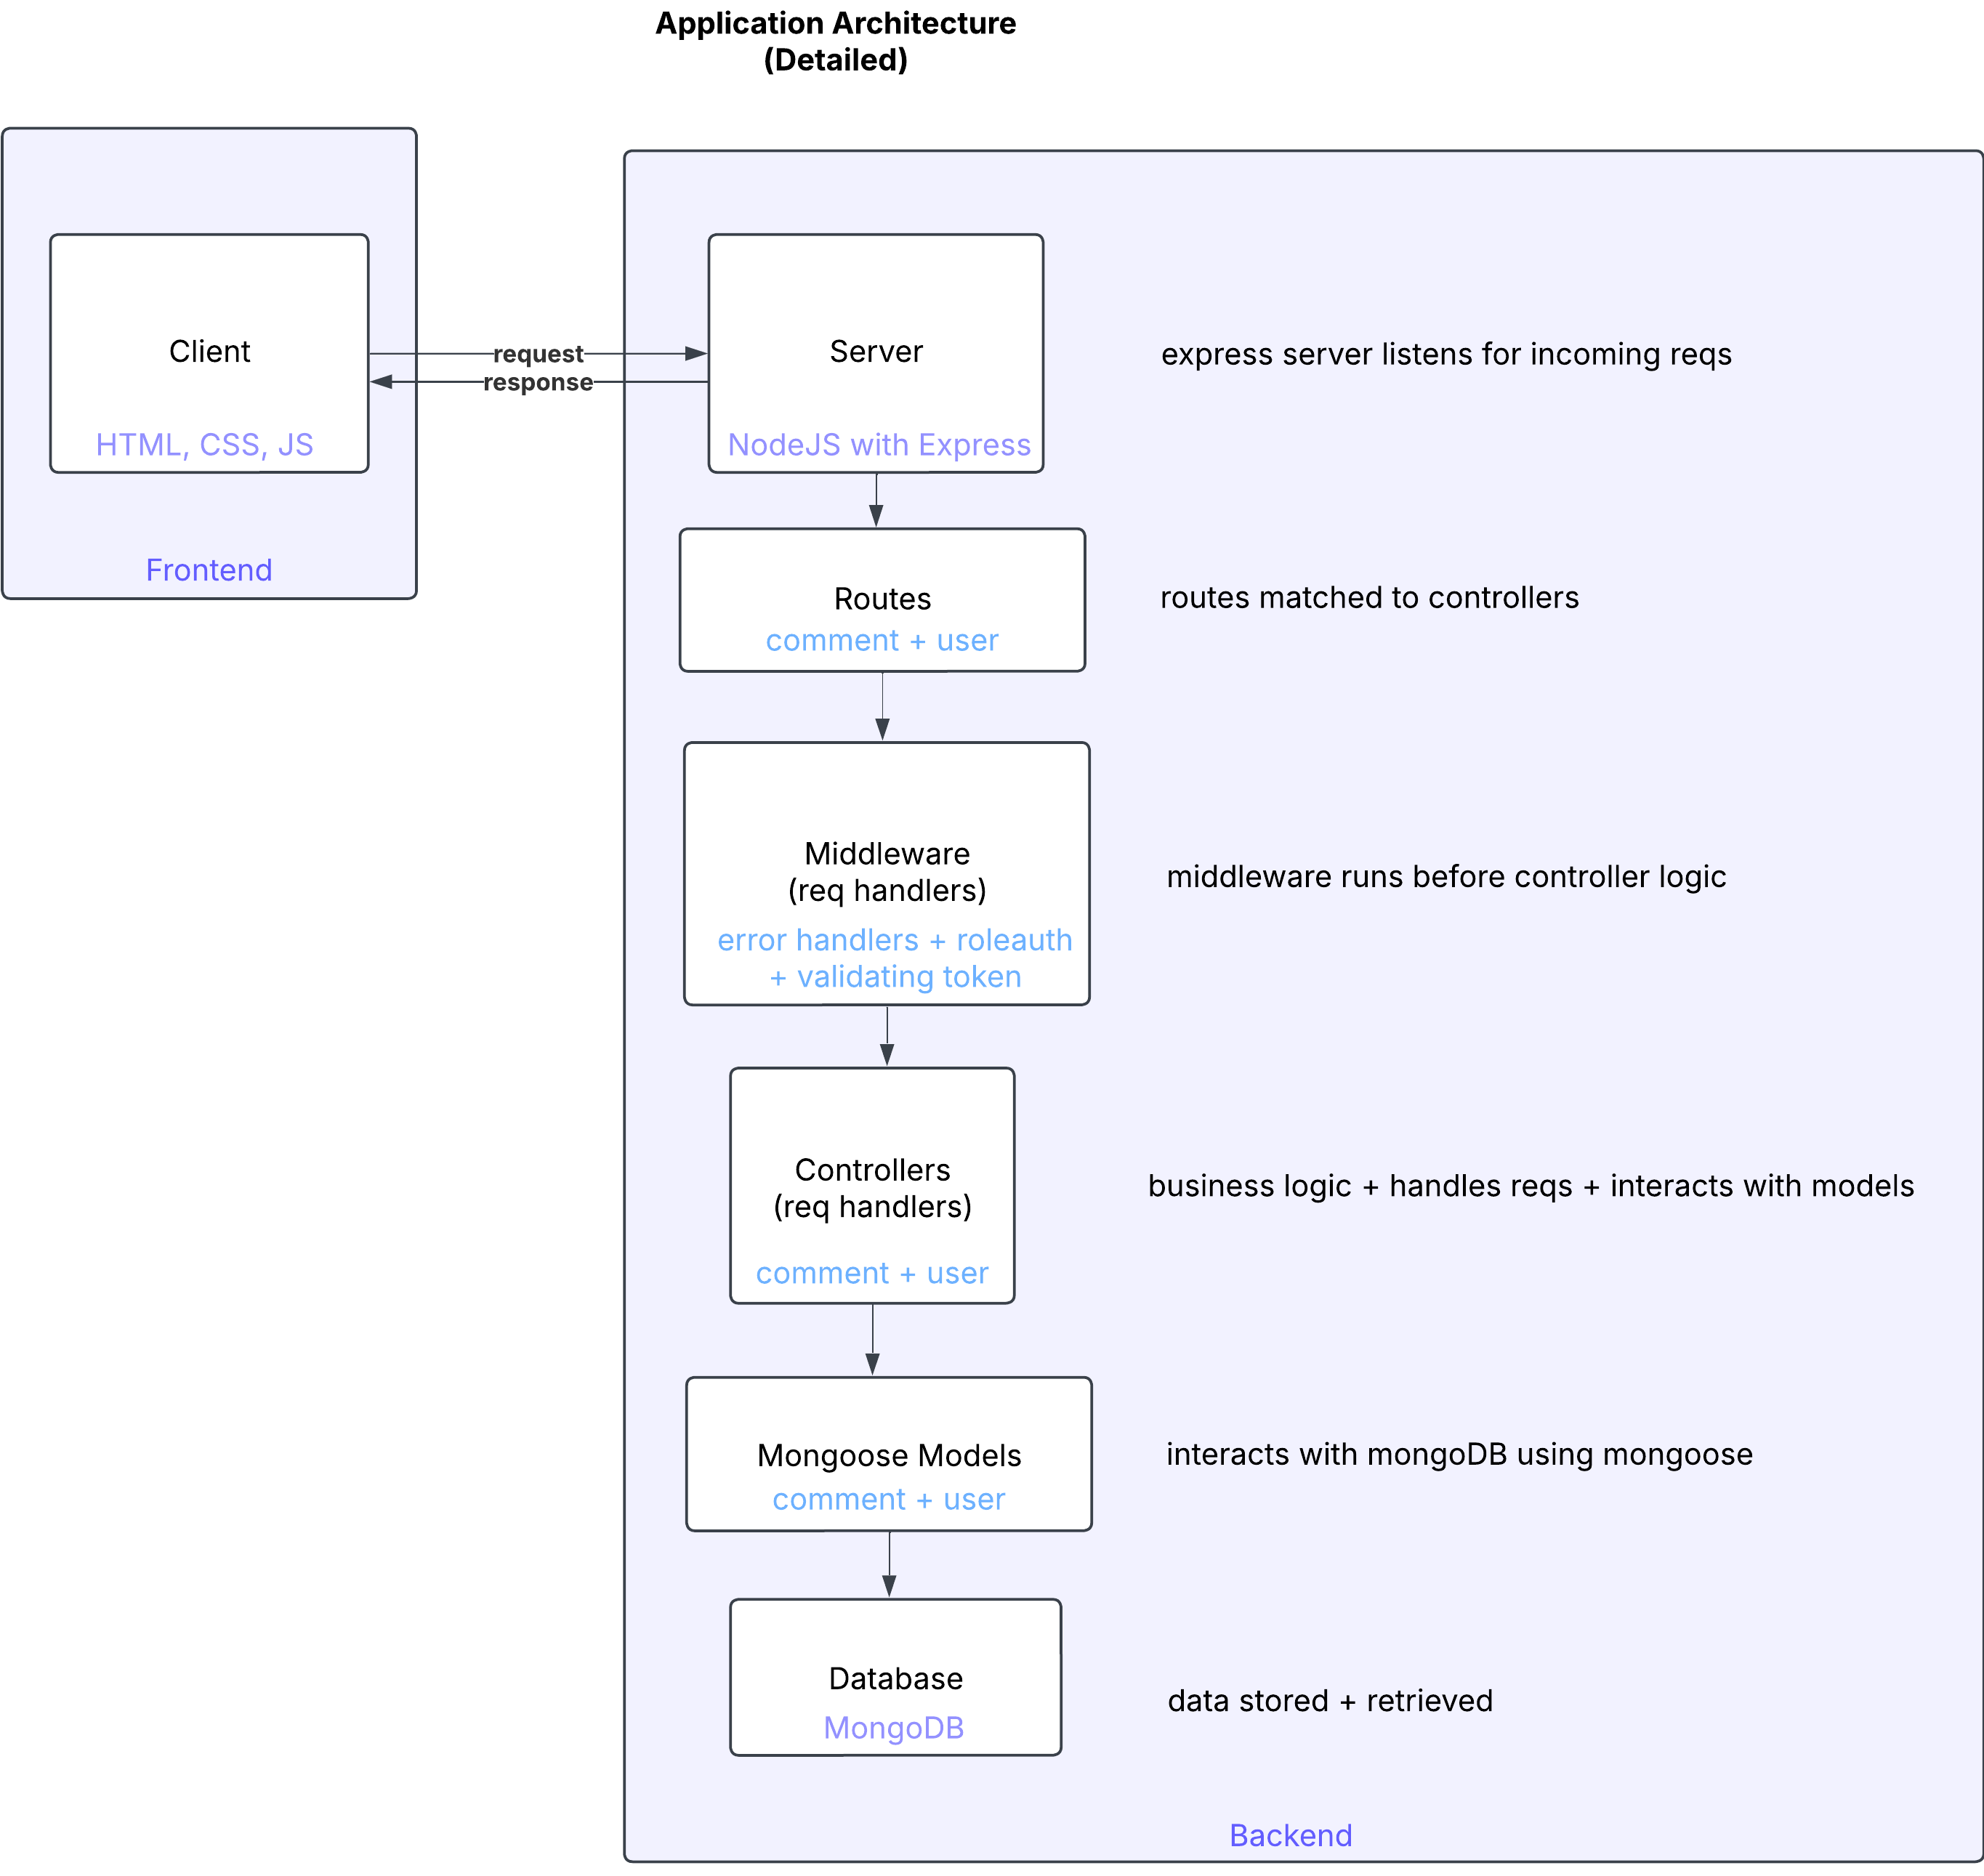 Application Architecture
(Detailed)
Client
HTML, CSS, JS
Frontend
request
response
Server
NodeJS with Express
express server listens for incoming reqs
Routes
comment + user
routes matched to controllers
Middleware
(req handlers)
error handlers + roleauth
+ validating token
middleware runs before controller logic
Controllers
(req handlers)
comment + user
business logic + handles reqs + interacts with models
Mongoose Models
comment + user
interacts with mongoDB using mongoose
Database
MongoDB
data stored + retrieved
Backend